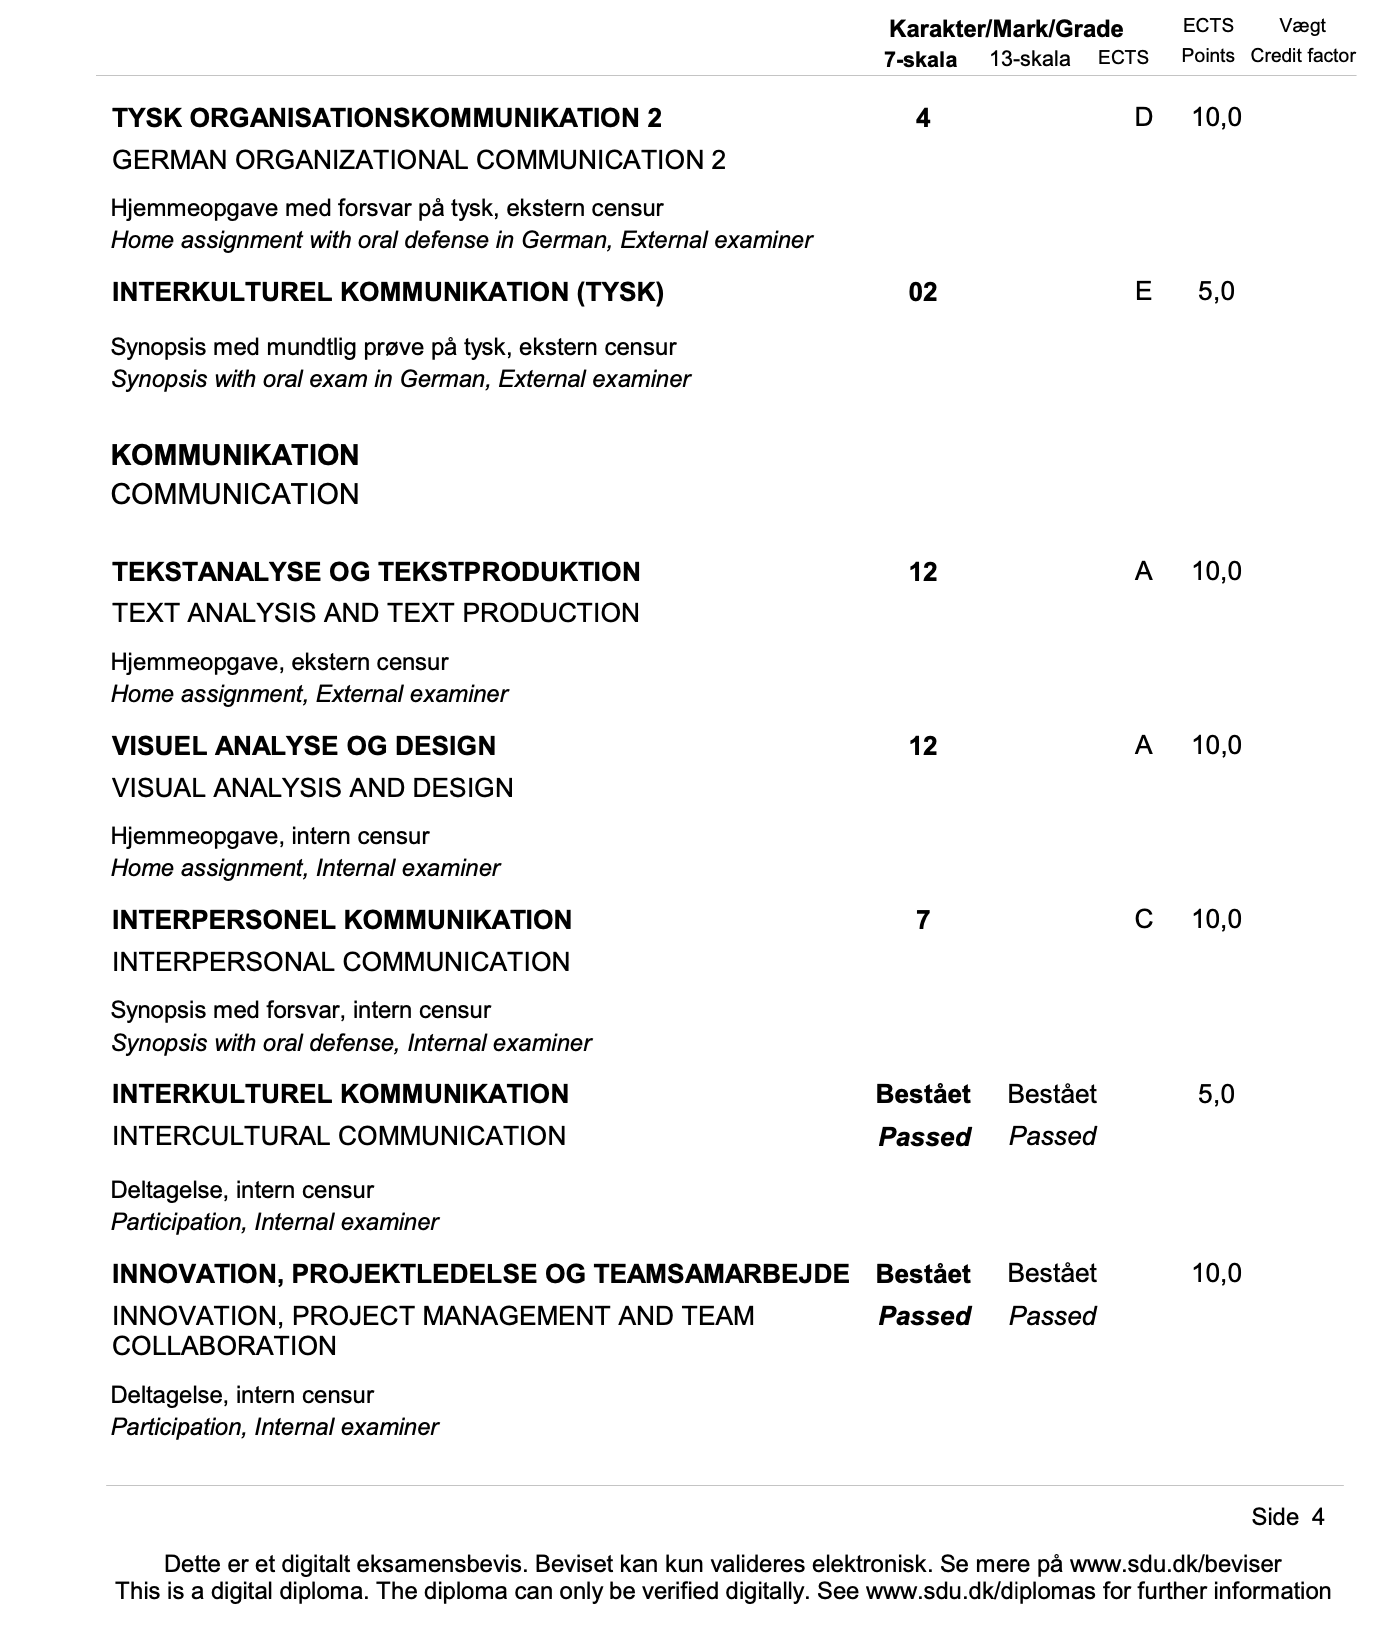 Karakter/Mark/Grade ECTS Vægt
7-skala 13-skala ECTS Points Credit factor
TYSK ORGANISATIONSKOMMUNIKATION 2 4 D 10,0
GERMAN ORGANIZATIONAL COMMUNICATION 2
Hjemmeopgave med forsvar på tysk, ekstern censur
Home assignment with oral defense in German, External examiner
INTERKULTUREL KOMMUNIKATION (TYSK) 02 E 5,0
Synopsis med mundtlig prøve på tysk, ekstern censur
Synopsis with oral exam in German, External examiner
KOMMUNIKATION
COMMUNICATION
TEKSTANALYSE OG TEKSTPRODUKTION 12 A 10,0
TEXT ANALYSIS AND TEXT PRODUCTION
Hjemmeopgave, ekstern censur
Home assignment, External examiner
VISUEL ANALYSE OG DESIGN 12 A 10,0
VISUAL ANALYSIS AND DESIGN
Hjemmeopgave, intern censur
Home assignment, Internal examiner
INTERPERSONEL KOMMUNIKATION 7 C 10,0
INTERPERSONAL COMMUNICATION
Synopsis med forsvar, intern censur
Synopsis with oral defense, Internal examiner
INTERKULTUREL KOMMUNIKATION Bestået Bestået 5,0
INTERCULTURAL COMMUNICATION Passed Passed
Deltagelse, intern censur
Participation, Internal examiner
INNOVATION, PROJEKTLEDELSE OG TEAMSAMARBEJDE Bestået Bestået 10,0
INNOVATION, PROJECT MANAGEMENT AND TEAM Passed Passed
COLLABORATION
Deltagelse, intern censur
Participation, Internal examiner
Side 4
Dette er et digitalt eksamensbevis. Beviset kan kun valideres elektronisk. Se mere på www.sdu.dk/beviser
This is a digital diploma. The diploma can only be verified digitally. See www.sdu.dk/diplomas for further information